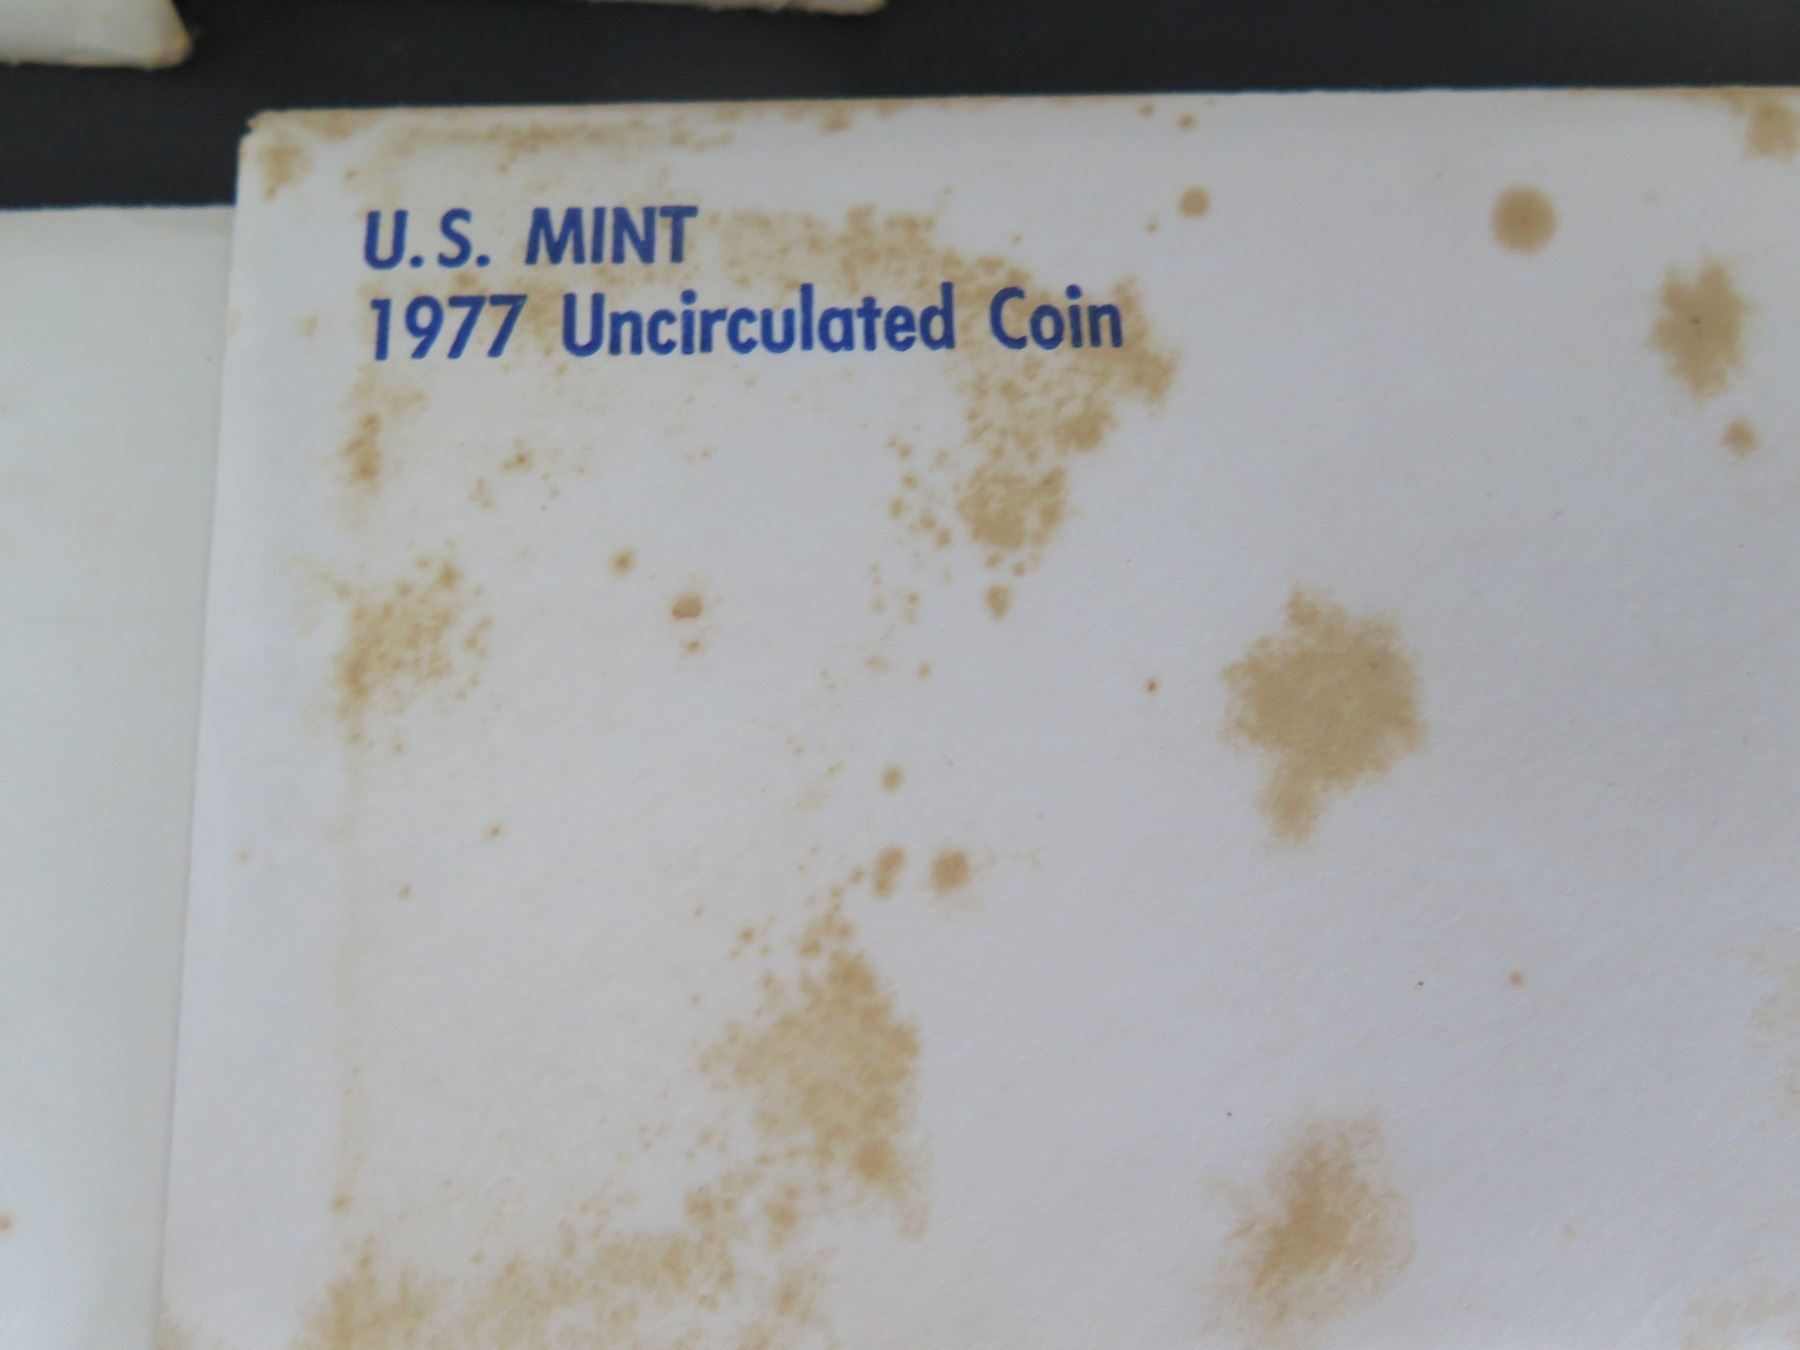 U.S. MINT
1977 Uncirculated Coin